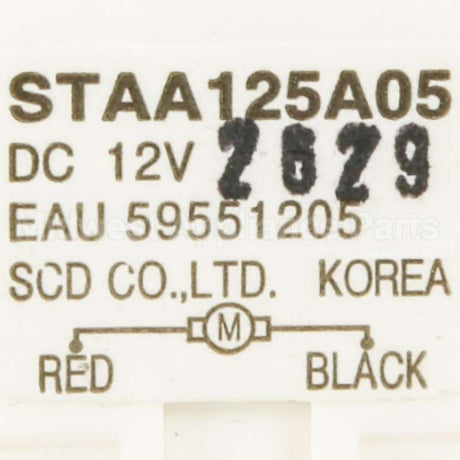 STAA125A05
DC 12V 2629
EAU 59551205
SCD CO.,LTD. KOREA
M
RED BLACK